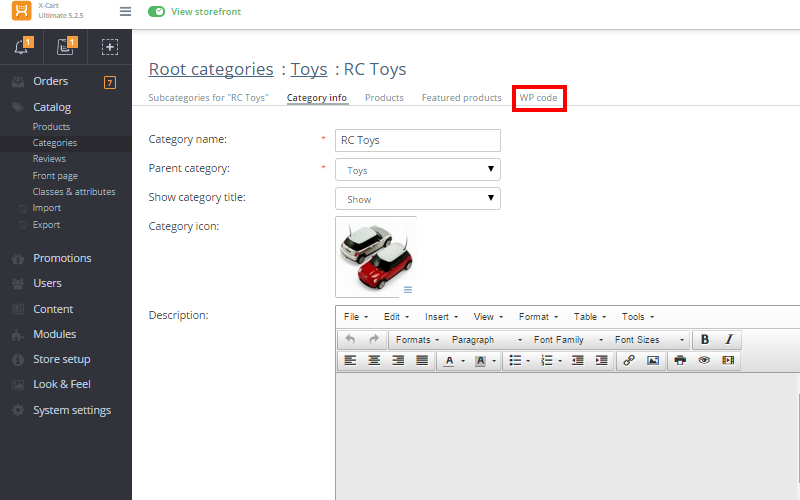 X-Cart
Ultimate 5.2.5
View storefront
1
1
Orders
7
Catalog
Products
Categories
Reviews
Front page
Classes & attributes
Import
Export
Promotions
Users
Content
Modules
Store setup
Look & Feel
System settings
Root categories : Toys : RC Toys
Subcategories for "RC Toys" Category info Products Featured products WP code
Category name: * RC Toys
Parent category: * Toys
Show category title: Show
Category icon:
Description:
File Edit Insert View Format Table Tools
Formats Paragraph Font Family Font Sizes B I
A A